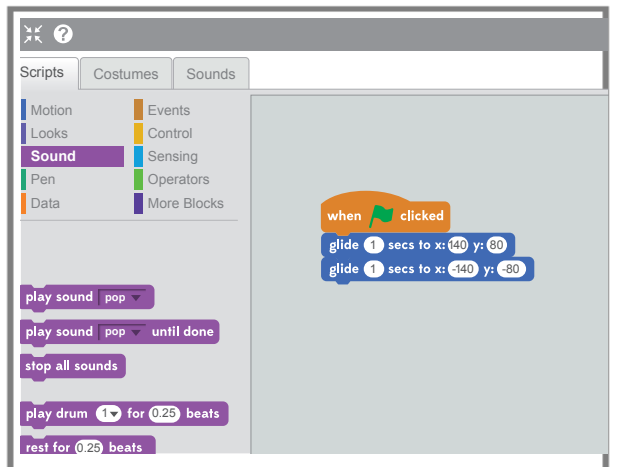 ?
Scripts Costumes Sounds
Motion Events
Looks Control
Sound Sensing
Pen Operators
Data More Blocks
when clicked
glide 1 secs to x: 140 y: 80
glide 1 secs to x: -140 y: -80
play sound pop
play sound pop until done
stop all sounds
play drum 1 for 0.25 beats
rest for 0.25 beats